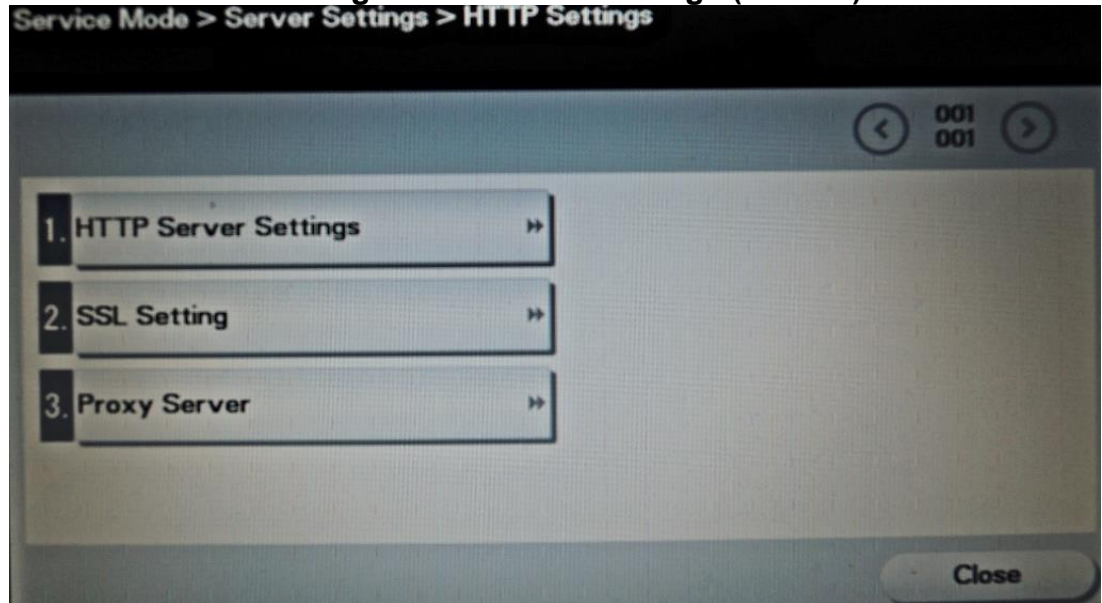 Service Mode > Server Settings > HTTP Settings
001
001
1. HTTP Server Settings
2. SSL Setting
3. Proxy Server
Close